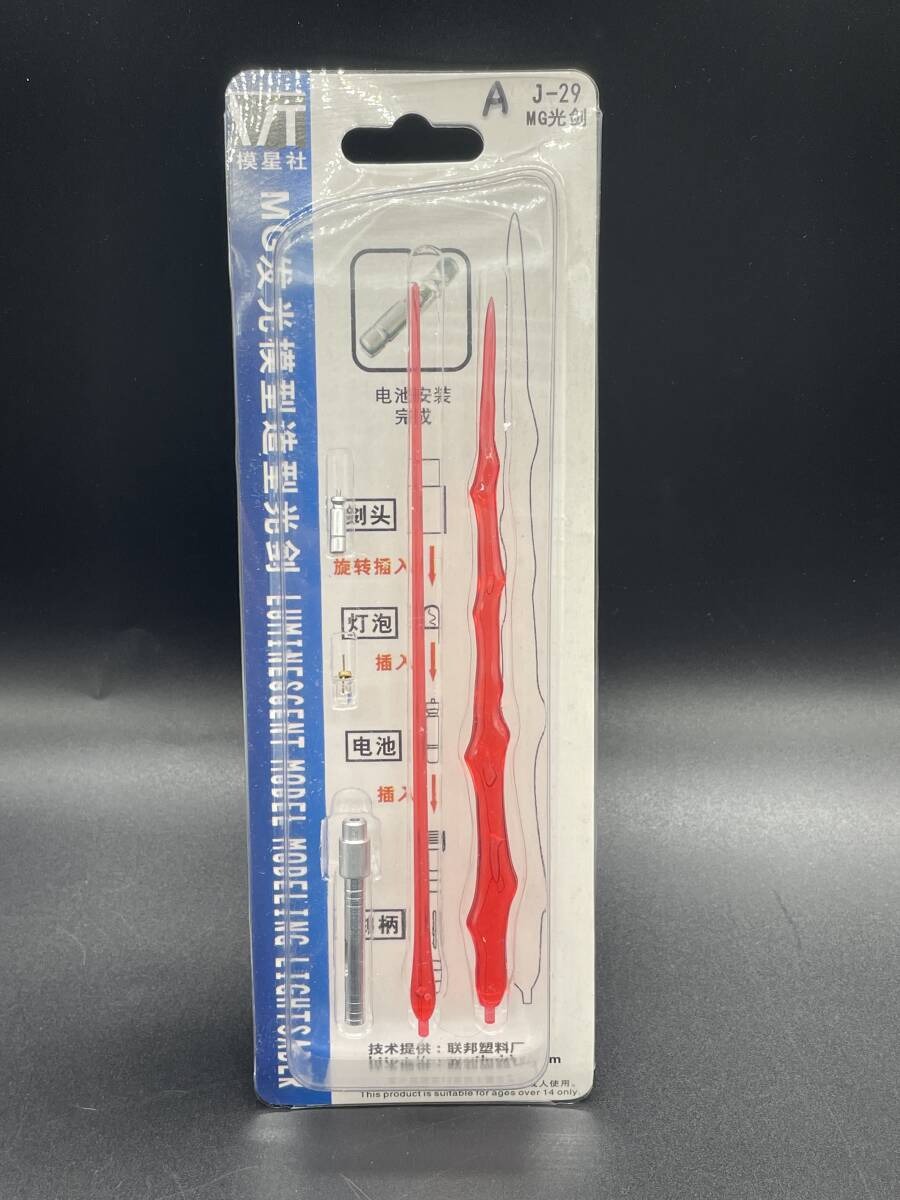 A
J-29
MG光剑
模星社
MG发光模型造型光剑 LUMINESCENT MODEL MODELING LIGHTSABER
电池安装
完成
剑头
旋转插入
灯泡
插入
电池
插入
柄
技术提供：联邦塑料厂
人使用。
This product is suitable for ages over 14 only.